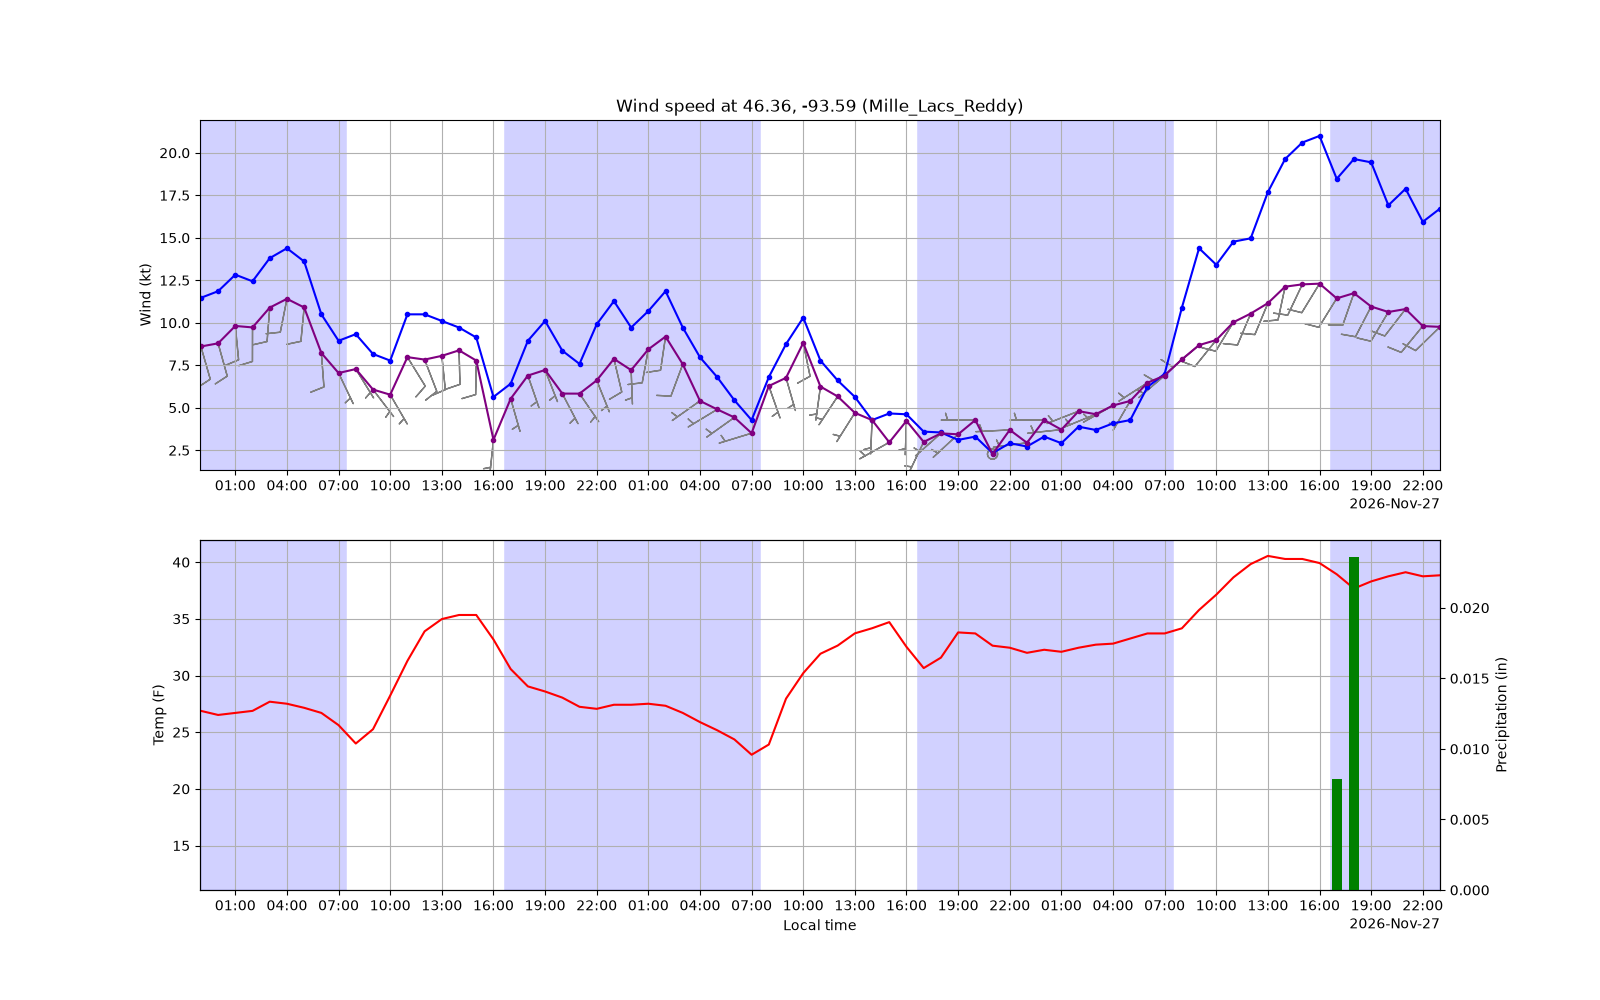 Wind speed at 46.36, -93.59 (Mille_Lacs_Reddy)
20.0
17.5
15.0
12.5
10.0
7.5
5.0
2.5
Wind (kt)
01:00 04:00 07:00 10:00 13:00 16:00 19:00 22:00 01:00 04:00 07:00 10:00 13:00 16:00 19:00 22:00 01:00 04:00 07:00 10:00 13:00 16:00 19:00 22:00
2026-Nov-27
40
35
30
25
20
15
Temp (F)
0.020
0.015
0.010
0.005
0.000
Precipitation (in)
01:00 04:00 07:00 10:00 13:00 16:00 19:00 22:00 01:00 04:00 07:00 10:00 13:00 16:00 19:00 22:00 01:00 04:00 07:00 10:00 13:00 16:00 19:00 22:00
Local time
2026-Nov-27